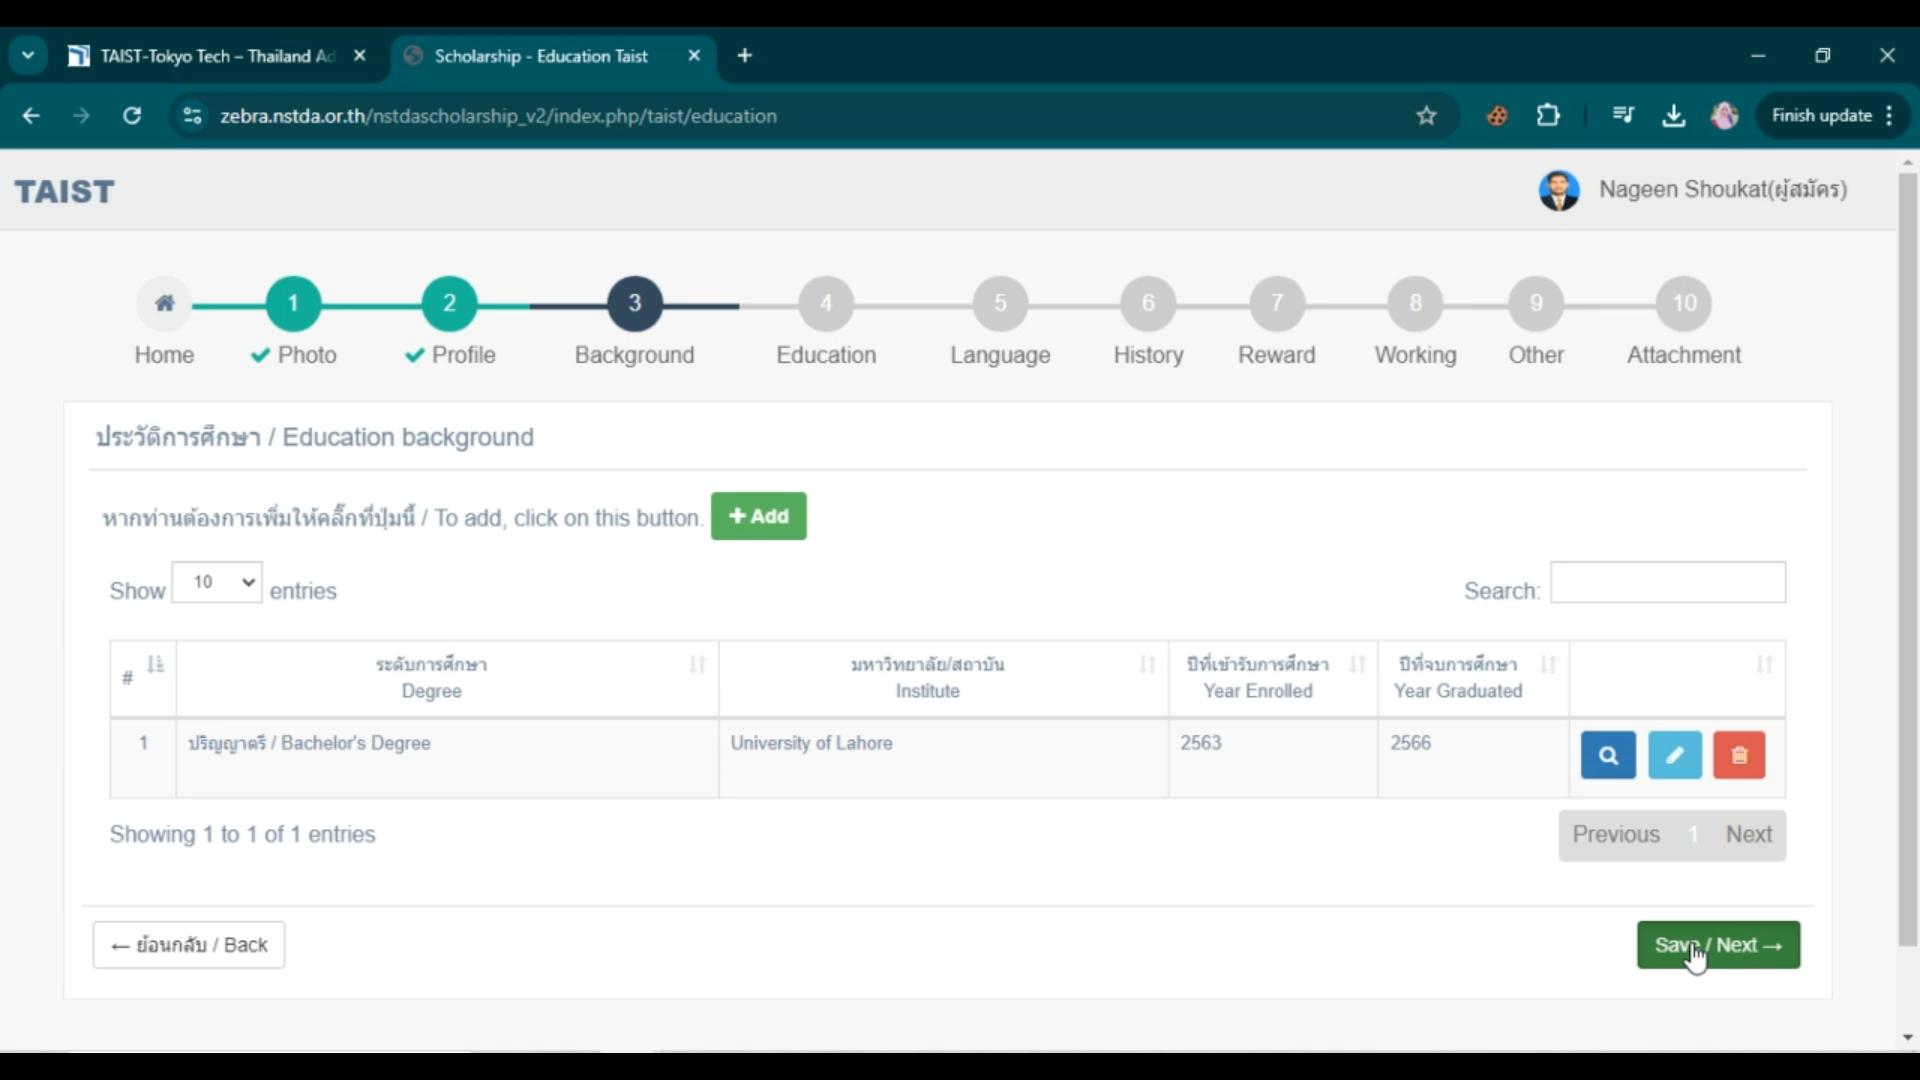 TAIST-Tokyo Tech – Thailand Ad
Scholarship - Education Taist
zebra.nstda.or.th/nstdascholarship_v2/index.php/taist/education
Finish update
TAIST
Nageen Shoukat(ผู้สมัคร)
1 2 3 4 5 6 7 8 9 10
Home Photo Profile Background Education Language History Reward Working Other Attachment
ประวัติการศึกษา / Education background
หากท่านต้องการเพิ่มให้คลิ๊กที่ปุ่มนี้ / To add, click on this button. Add
Show 10 entries
Search:
# ระดับการศึกษา มหาวิทยาลัย/สถาบัน ปีที่เข้ารับการศึกษา ปีที่จบการศึกษา
Degree Institute Year Enrolled Year Graduated
1 ปริญญาตรี / Bachelor's Degree University of Lahore 2563 2566
Showing 1 to 1 of 1 entries
Previous 1 Next
← ย้อนกลับ / Back
Save / Next →